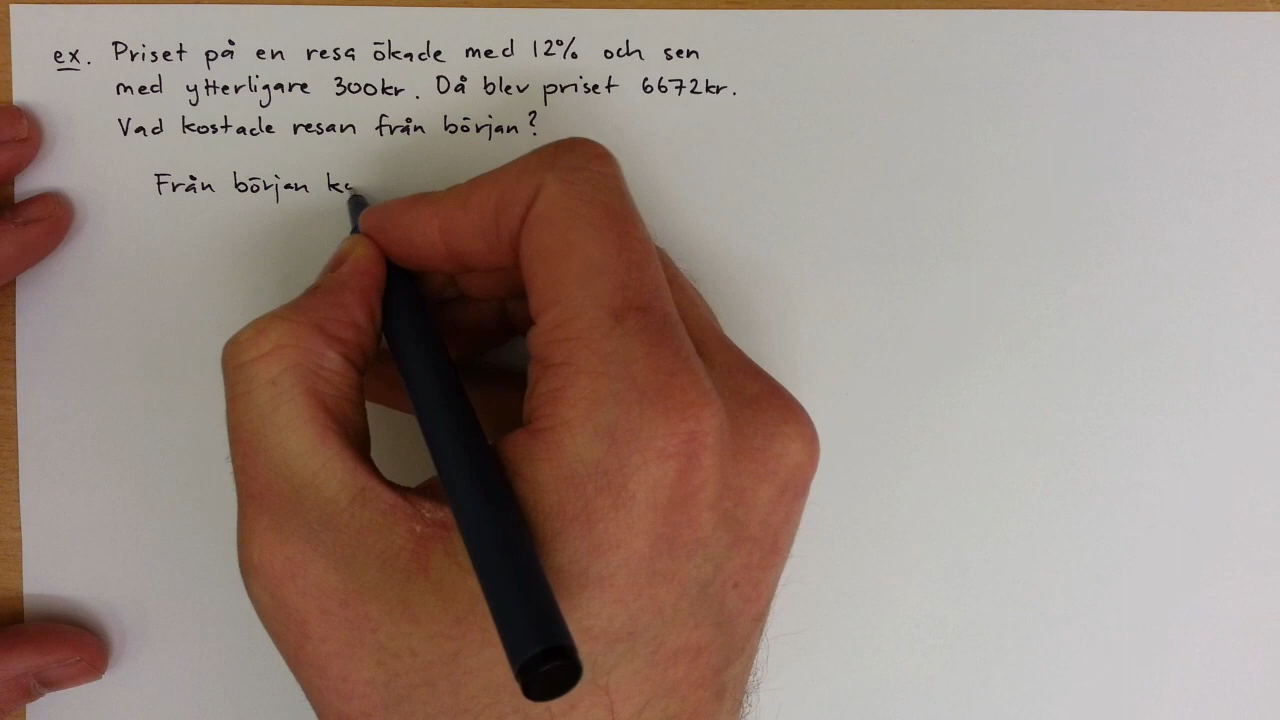 ex. Priset på en resa ökade med 12% och sen
med ytterligare 300kr. Då blev priset 6672kr.
Vad kostade resan från början?
Från början ko